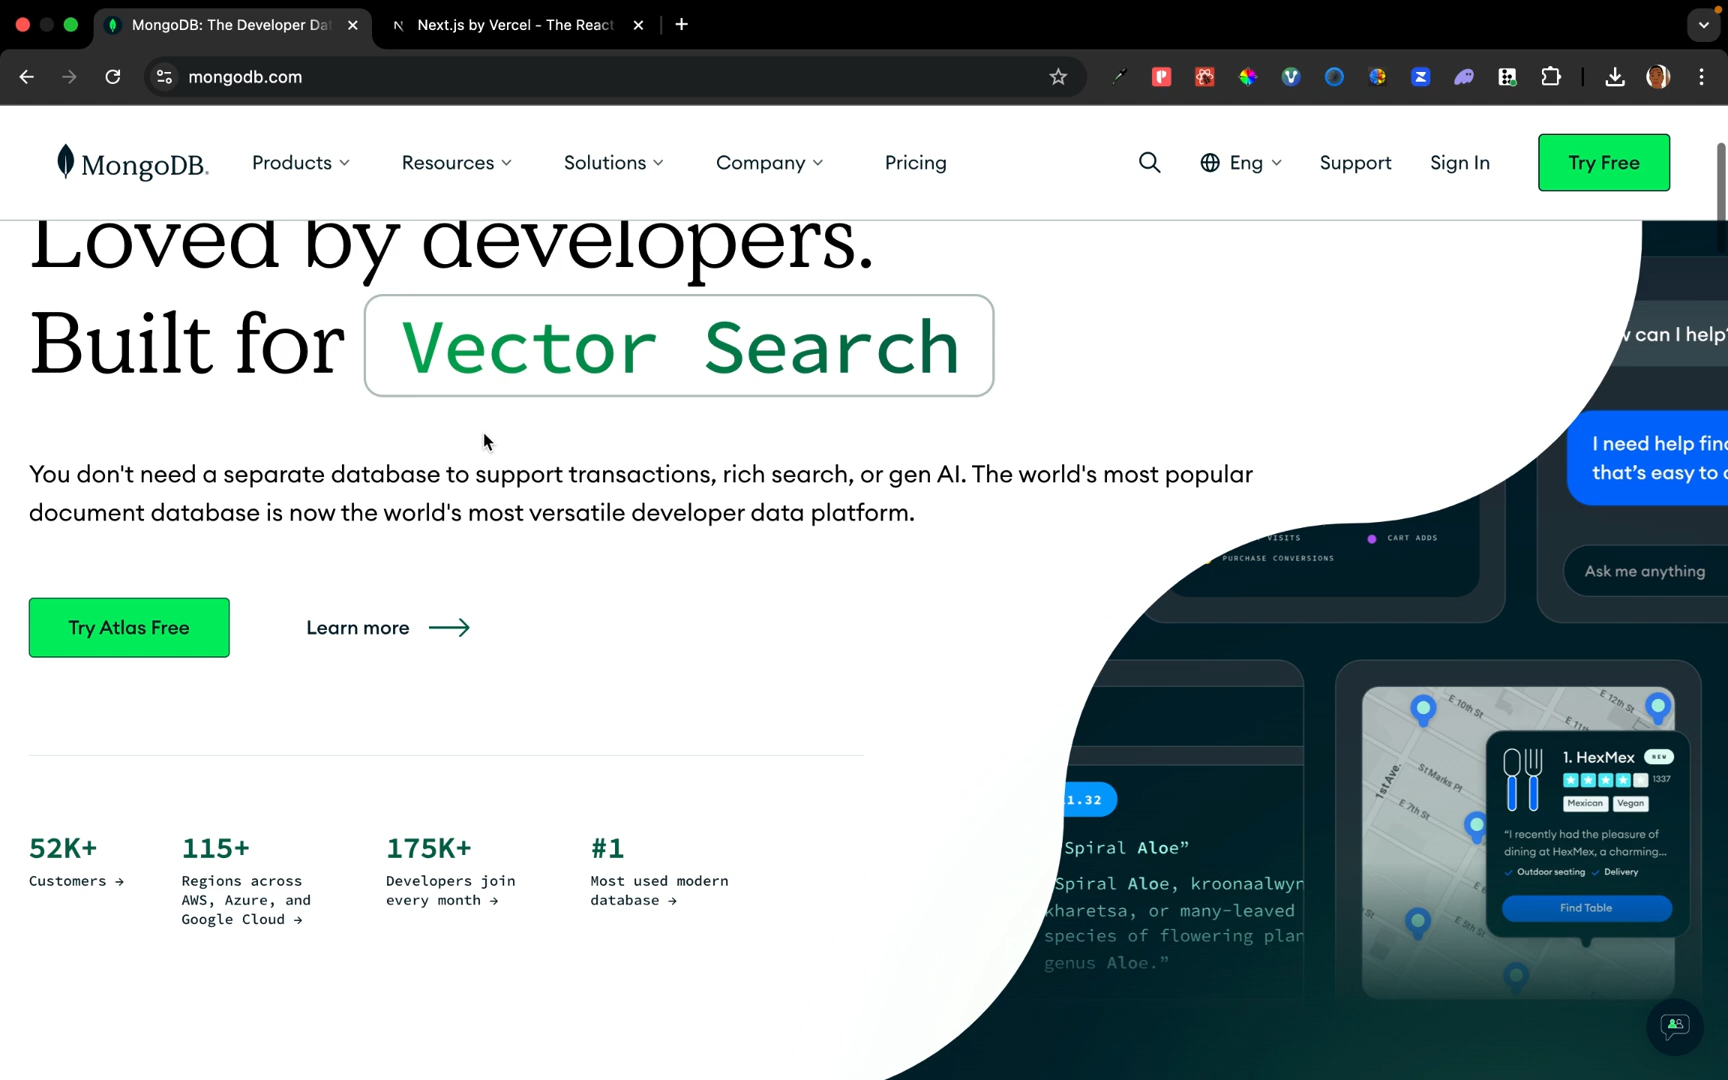 MongoDB: The Developer Da
Next.js by Vercel - The React
mongodb.com
MongoDB.
Products
Resources
Solutions
Company
Pricing
Eng
Support
Sign In
Try Free
Loved by developers.
Built for Vector Search
You don't need a separate database to support transactions, rich search, or gen AI. The world's most popular
document database is now the world's most versatile developer data platform.
Try Atlas Free
Learn more
52K+
Customers →
115+
Regions across
AWS, Azure, and
Google Cloud →
175K+
Developers join
every month →
#1
Most used modern
database →
can I help?
I need help find
that's easy to
Ask me anything
VISITS
CART ADDS
PURCHASE CONVERSIONS
1.32
Spiral Aloe”
Spiral Aloe, kroonaalwyn
kharetsa, or many-leaved
species of flowering plan
genus Aloe.”
E 10th St
E 12th St
E 11th
1st Ave.
St Marks Pl
E 7th St
E 5th St
1. HexMex
NEW
1337
Mexican
Vegan
“I recently had the pleasure of
dining at HexMex, a charming...
Outdoor seating
Delivery
Find Table